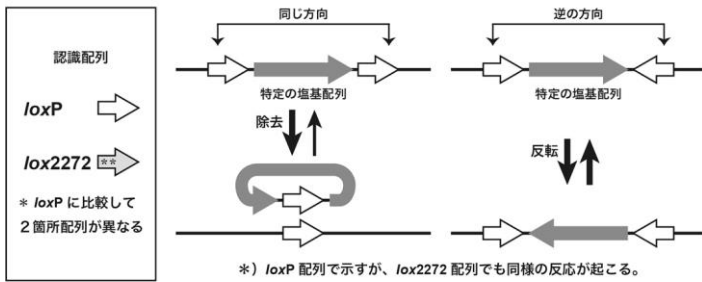 認識配列
loxP
lox2272
**
* loxP に比較して
2箇所配列が異なる
同じ方向
特定の塩基配列
除去
逆の方向
特定の塩基配列
反転
*）loxP 配列で示すが、lox2272 配列でも同様の反応が起こる。